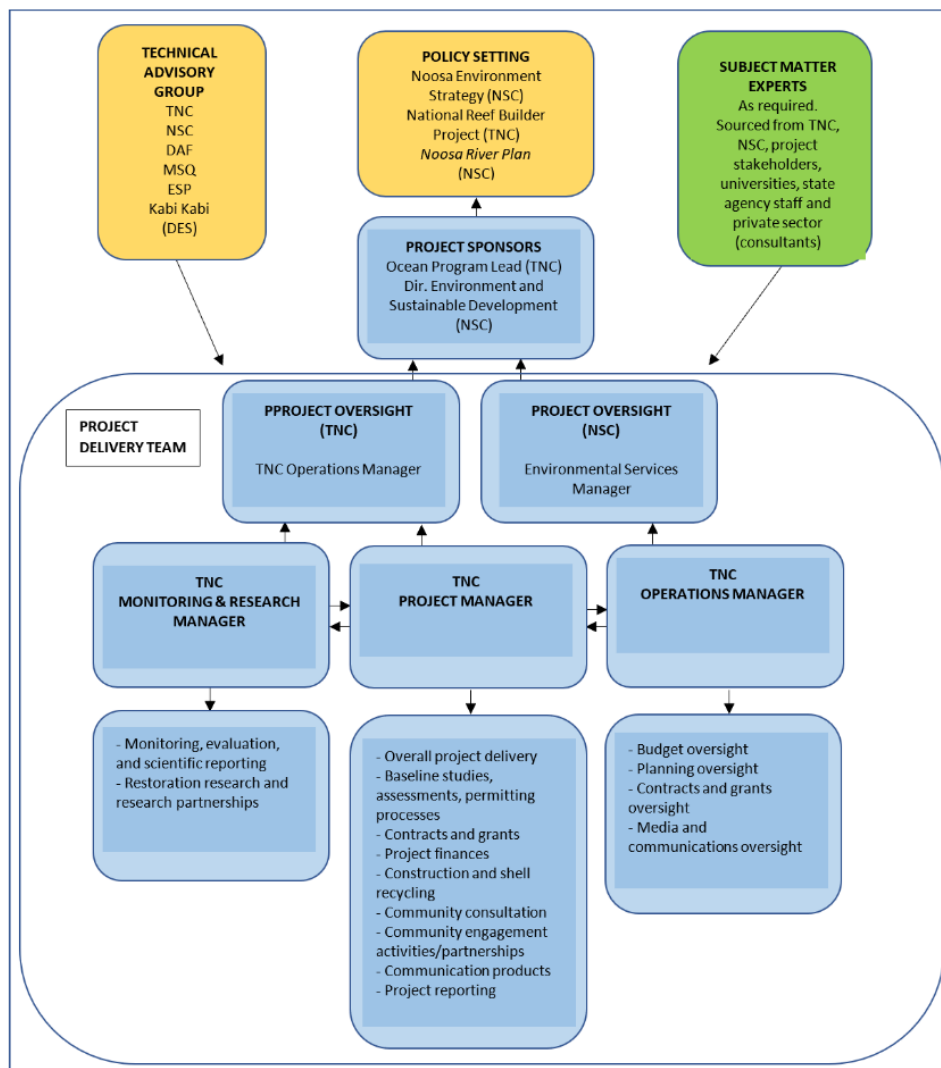 TECHNICAL
ADVISORY
GROUP
TNC
NSC
DAF
MSQ
ESP
Kabi Kabi
(DES)
POLICY SETTING
Noosa Environment
Strategy (NSC)
National Reef Builder
Project (TNC)
Noosa River Plan
(NSC)
SUBJECT MATTER
EXPERTS
As required.
Sourced from TNC,
NSC, project
stakeholders,
universities, state
agency staff and
private sector
(consultants)
PROJECT SPONSORS
Ocean Program Lead (TNC)
Dir. Environment and
Sustainable Development
(NSC)
PROJECT
DELIVERY TEAM
PPROJECT OVERSIGHT
(TNC)
TNC Operations Manager
PROJECT OVERSIGHT
(NSC)
Environmental Services
Manager
TNC
MONITORING & RESEARCH
MANAGER
TNC
PROJECT MANAGER
TNC
OPERATIONS MANAGER
- Monitoring, evaluation,
and scientific reporting
- Restoration research and
research partnerships
- Overall project delivery
- Baseline studies,
assessments, permitting
processes
- Contracts and grants
- Project finances
- Construction and shell
recycling
- Community consultation
- Community engagement
activities/partnerships
- Communication products
- Project reporting
- Budget oversight
- Planning oversight
- Contracts and grants
oversight
- Media and
communications oversight